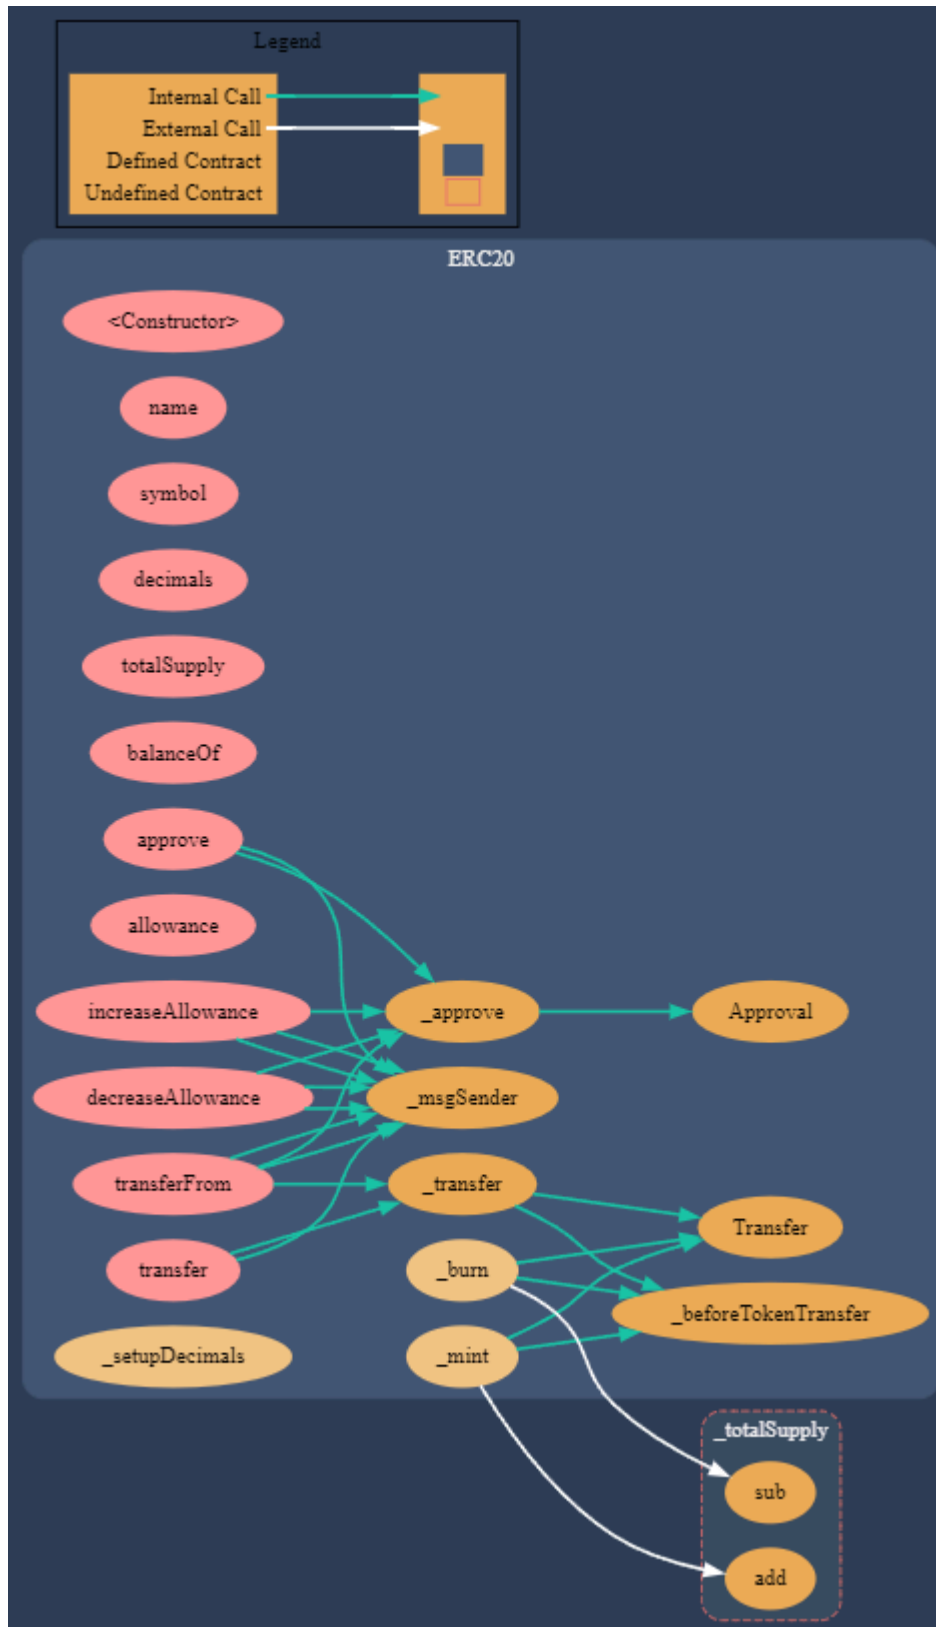 Legend
Internal Call
External Call
Defined Contract
Undefined Contract
ERC20
<Constructor>
name
symbol
decimals
totalSupply
balanceOf
approve
allowance
increaseAllowance
_approve
Approval
decreaseAllowance
_msgSender
transferFrom
_transfer
Transfer
transfer
_burn
_beforeTokenTransfer
_setupDecimals
_mint
_totalSupply
sub
add